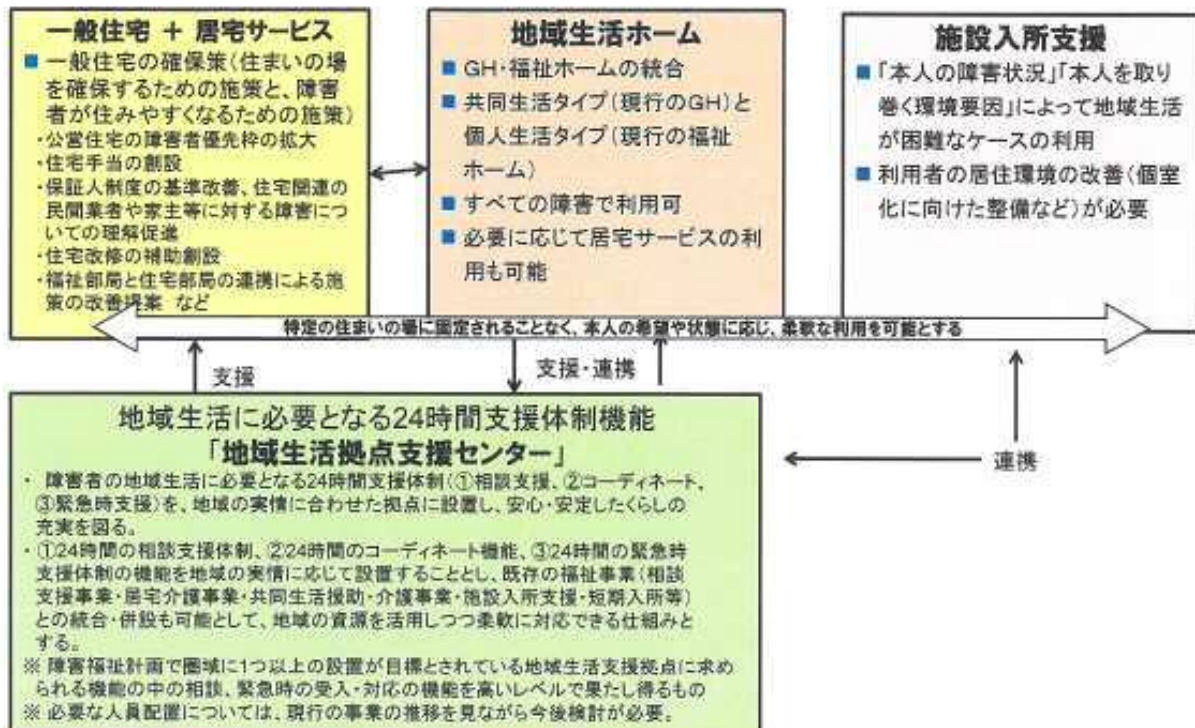 一般住宅 + 居宅サービス
■ 一般住宅の確保策(住まいの場
を確保するための施策と、障害
者が住みやすくなるための施策)
・公営住宅の障害者優先枠の拡大
・住宅手当の創設
・保証人制度の基準改善、住宅関連の
民間業者や家主等に対する障害につ
いての理解促進
・住宅改修の補助創設
・福祉部局と住宅部局の連携による施
策の改善提案 など
地域生活ホーム
■ GH・福祉ホームの統合
■ 共同生活タイプ(現行のGH)と
個人生活タイプ(現行の福祉
ホーム)
■ すべての障害で利用可
■ 必要に応じて居宅サービスの利
用も可能
施設入所支援
■ 「本人の障害状況」「本人を取り
巻く環境要因」によって地域生活
が困難なケースの利用
■ 利用者の居住環境の改善(個室
化に向けた整備など)が必要
特定の住まいの場に固定されることなく、本人の希望や状態に応じ、柔軟な利用を可能とする
支援
支援・連携
連携
地域生活に必要となる24時間支援体制機能
「地域生活拠点支援センター」
・ 障害者の地域生活に必要となる24時間支援体制(①相談支援、②コーディネート、
③緊急時支援)を、地域の実情に合わせた拠点に設置し、安心・安定したくらしの
充実を図る。
・ ①24時間の相談支援体制、②24時間のコーディネート機能、③24時間の緊急時
支援体制の機能を地域の実情に応じて設置することとし、既存の福祉事業(相談
支援事業・居宅介護事業・共同生活援助・介護事業・施設入所支援・短期入所等)
との統合・併設も可能として、地域の資源を活用しつつ柔軟に対応できる仕組みと
する。
※ 障害福祉計画で圏域に1つ以上の設置が目標とされている地域生活支援拠点に求め
られる機能の中の相談、緊急時の受入・対応の機能を高いレベルで果たし得るもの
※ 必要な人員配置については、現行の事業の推移を見ながら今後検討が必要。